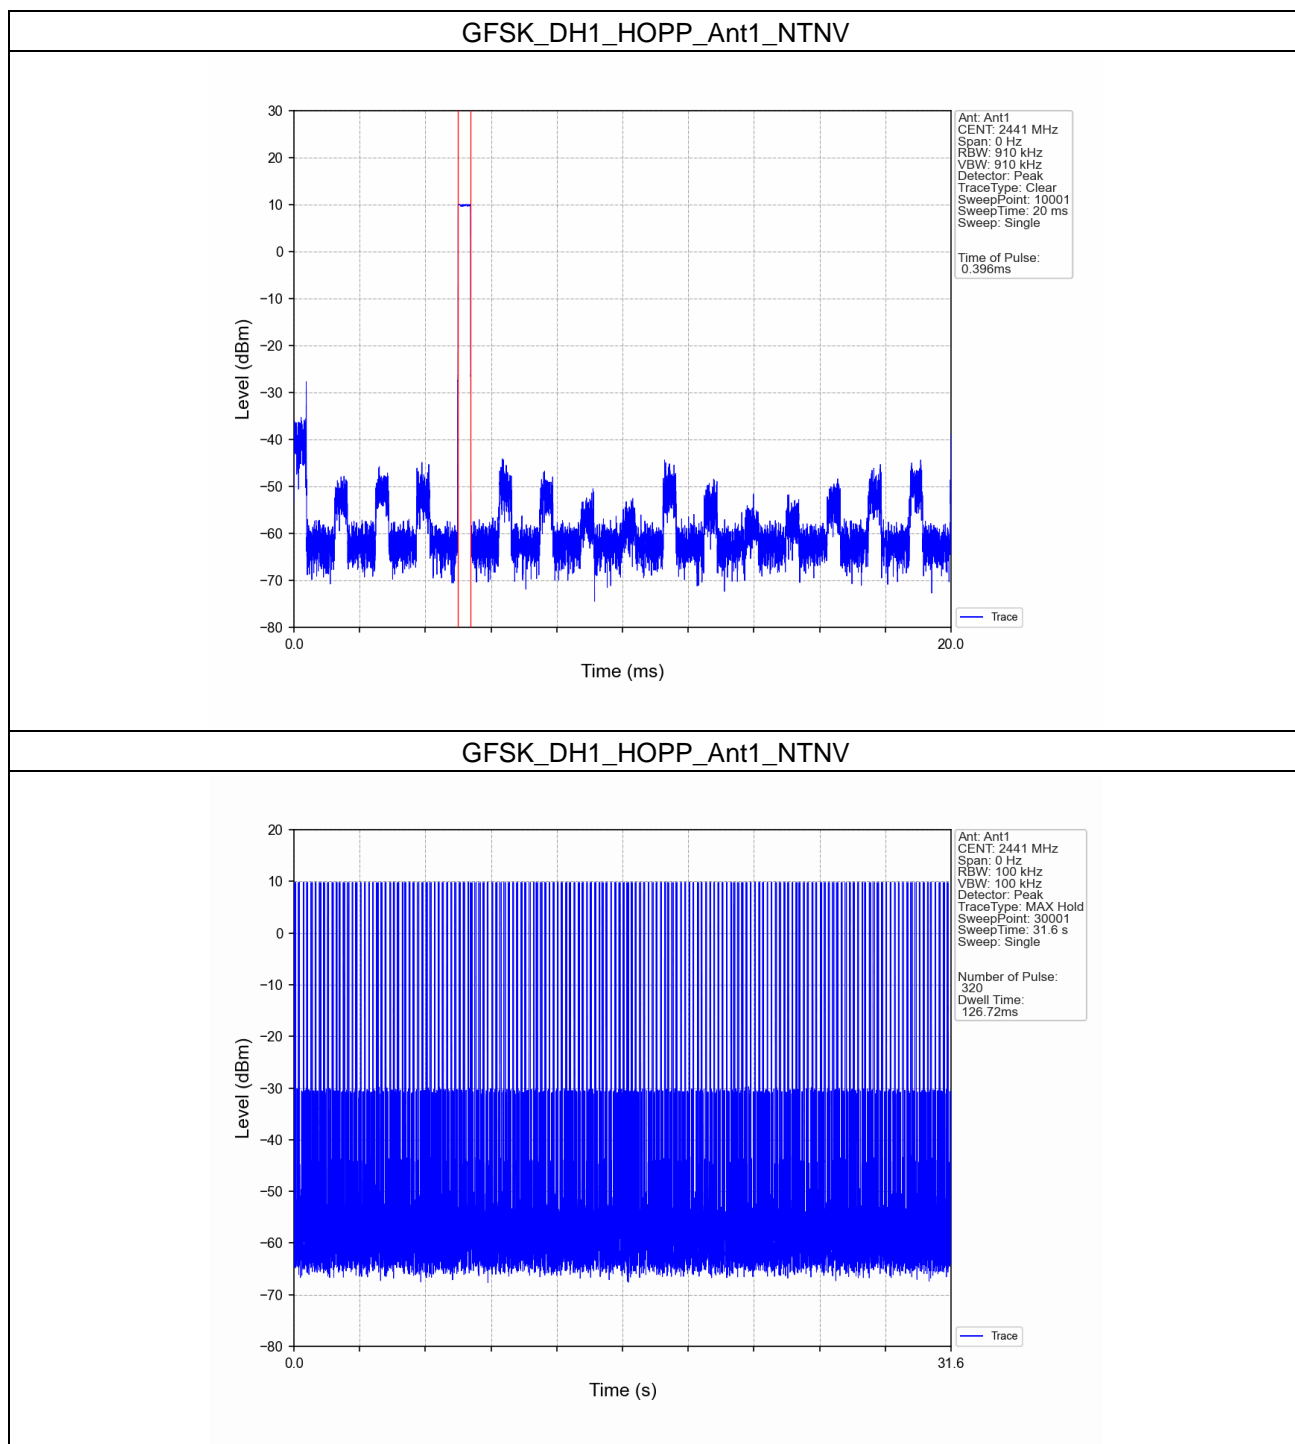 GFSK_DH1_HOPP_Ant1_NTNV
30
20
10
0
−10
−20
−30
−40
−50
−60
−70
−80
Level (dBm)
0.0
20.0
Time (ms)
Ant: Ant1
CENT: 2441 MHz
Span: 0 Hz
RBW: 910 kHz
VBW: 910 kHz
Detector: Peak
TraceType: Clear
SweepPoint: 10001
SweepTime: 20 ms
Sweep: Single
Time of Pulse:
0.396ms
Trace
GFSK_DH1_HOPP_Ant1_NTNV
20
10
0
−10
−20
−30
−40
−50
−60
−70
−80
Level (dBm)
0.0
31.6
Time (s)
Ant: Ant1
CENT: 2441 MHz
Span: 0 Hz
RBW: 100 kHz
VBW: 100 kHz
Detector: Peak
TraceType: MAX Hold
SweepPoint: 30001
SweepTime: 31.6 s
Sweep: Single
Number of Pulse:
320
Dwell Time:
126.72ms
Trace